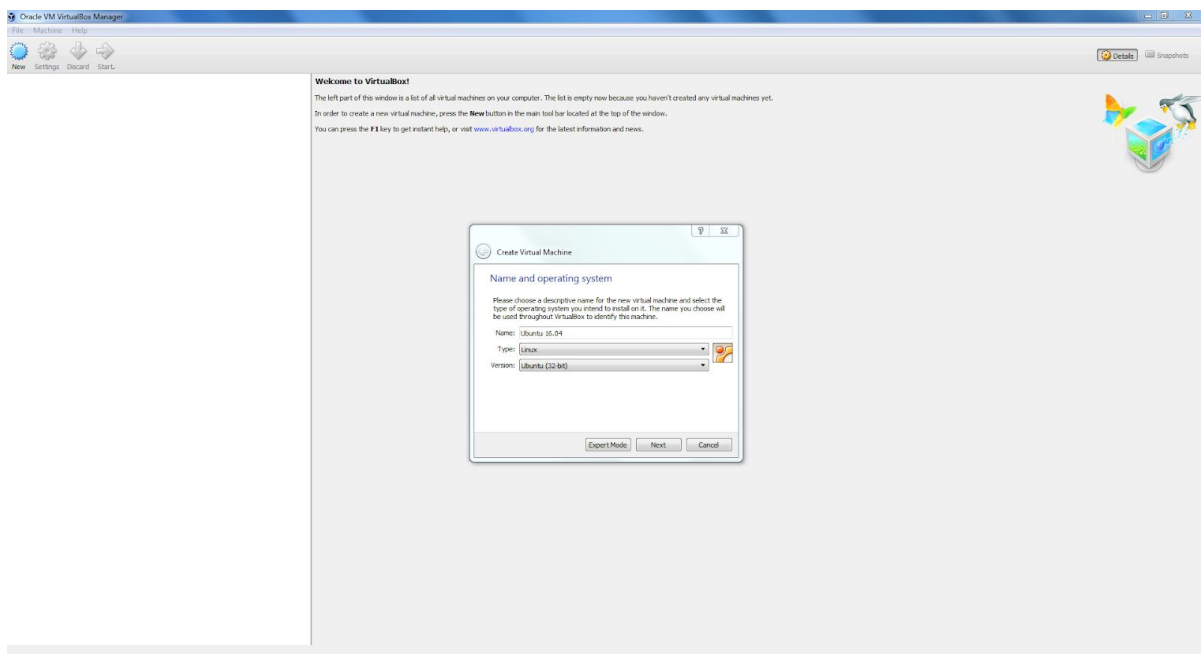 Oracle VM VirtualBox Manager
File Machine Help
New Settings Discard Start
Details Snapshots
Welcome to VirtualBox!
The left part of this window is a list of all virtual machines on your computer. The list is empty now because you haven't created any virtual machines yet.
In order to create a new virtual machine, press the New button in the main tool bar located at the top of the window.
You can press the F1 key to get instant help, or visit www.virtualbox.org for the latest information and news.
Create Virtual Machine
Name and operating system
Please choose a descriptive name for the new virtual machine and select the
type of operating system you intend to install on it. The name you choose will
be used throughout VirtualBox to identify this machine.
Name: Ubuntu 16.04
Type: Linux
Version: Ubuntu (32-bit)
Expert Mode Next Cancel